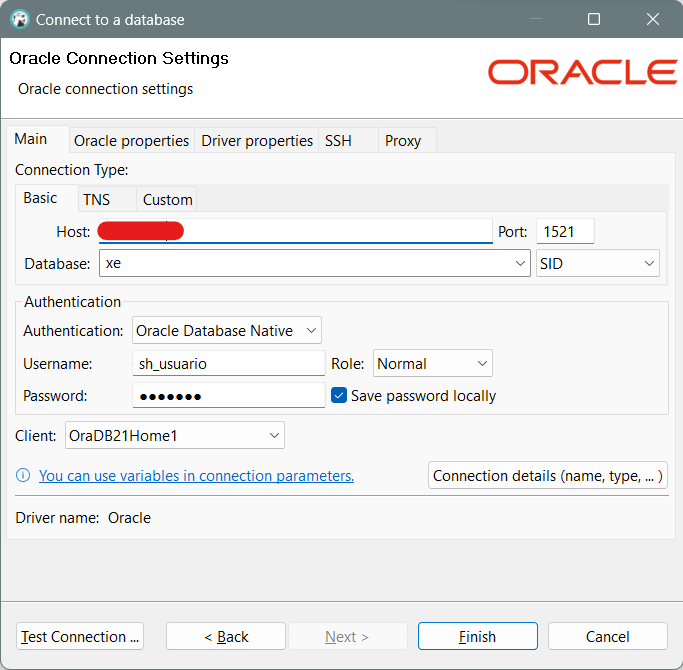 Connect to a database
Oracle Connection Settings
Oracle connection settings
ORACLE
Main Oracle properties Driver properties SSH Proxy
Connection Type:
Basic TNS Custom
Host: Port: 1521
Database: xe SID
Authentication
Authentication: Oracle Database Native
Username: sh_usuario Role: Normal
Password: ●●●●●●● Save password locally
Client: OraDB21Home1
You can use variables in connection parameters. Connection details (name, type, ... )
Driver name: Oracle
Test Connection ... < Back Next > Finish Cancel